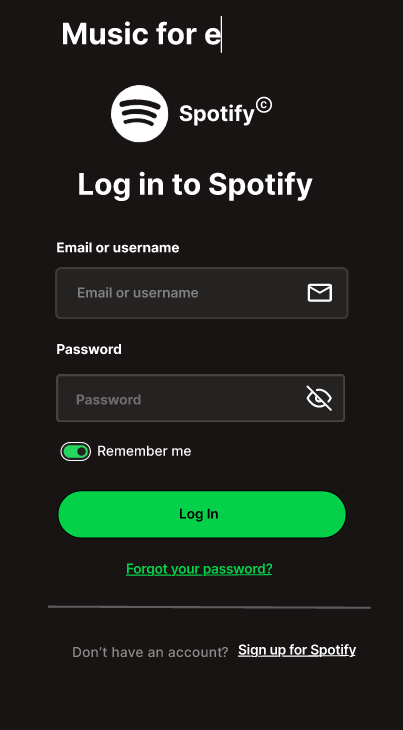 Music for e
Spotify©
Log in to Spotify
Email or username
Email or username
Password
Password
Remember me
Log In
Forgot your password?
Don't have an account? Sign up for Spotify